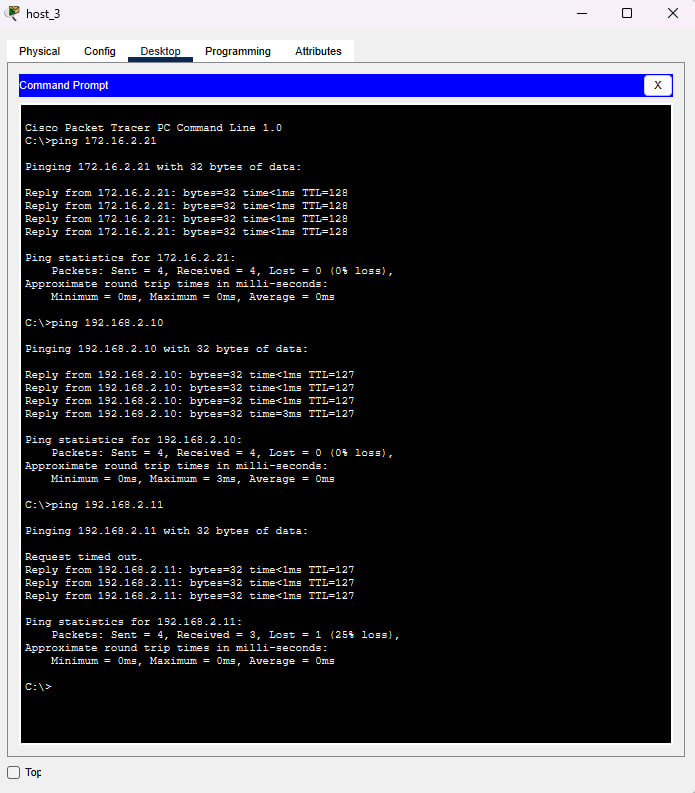 host_3
Physical Config Desktop Programming Attributes
Command Prompt
X
Cisco Packet Tracer PC Command Line 1.0
C:\>ping 172.16.2.21
Pinging 172.16.2.21 with 32 bytes of data:
Reply from 172.16.2.21: bytes=32 time<1ms TTL=128
Reply from 172.16.2.21: bytes=32 time<1ms TTL=128
Reply from 172.16.2.21: bytes=32 time<1ms TTL=128
Reply from 172.16.2.21: bytes=32 time<1ms TTL=128
Ping statistics for 172.16.2.21:
    Packets: Sent = 4, Received = 4, Lost = 0 (0% loss),
Approximate round trip times in milli-seconds:
    Minimum = 0ms, Maximum = 0ms, Average = 0ms
C:\>ping 192.168.2.10
Pinging 192.168.2.10 with 32 bytes of data:
Reply from 192.168.2.10: bytes=32 time<1ms TTL=127
Reply from 192.168.2.10: bytes=32 time<1ms TTL=127
Reply from 192.168.2.10: bytes=32 time<1ms TTL=127
Reply from 192.168.2.10: bytes=32 time=3ms TTL=127
Ping statistics for 192.168.2.10:
    Packets: Sent = 4, Received = 4, Lost = 0 (0% loss),
Approximate round trip times in milli-seconds:
    Minimum = 0ms, Maximum = 3ms, Average = 0ms
C:\>ping 192.168.2.11
Pinging 192.168.2.11 with 32 bytes of data:
Request timed out.
Reply from 192.168.2.11: bytes=32 time<1ms TTL=127
Reply from 192.168.2.11: bytes=32 time<1ms TTL=127
Reply from 192.168.2.11: bytes=32 time<1ms TTL=127
Ping statistics for 192.168.2.11:
    Packets: Sent = 4, Received = 3, Lost = 1 (25% loss),
Approximate round trip times in milli-seconds:
    Minimum = 0ms, Maximum = 0ms, Average = 0ms
C:\>
Top